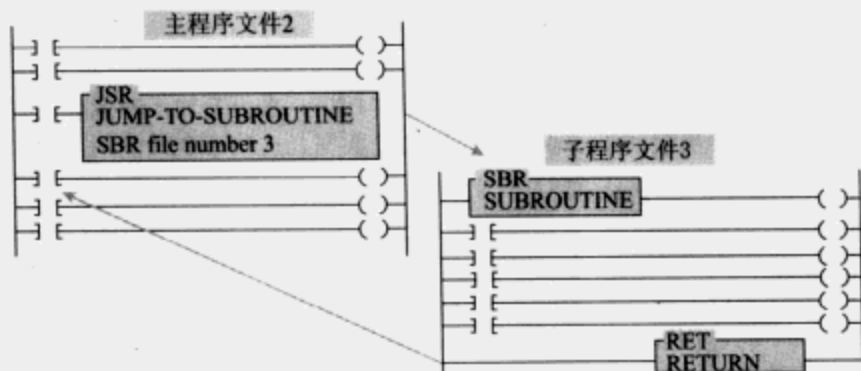 主程序文件2
JSR
JUMP-TO-SUBROUTINE
SBR file number 3
子程序文件3
SBR
SUBROUTINE
RET
RETURN